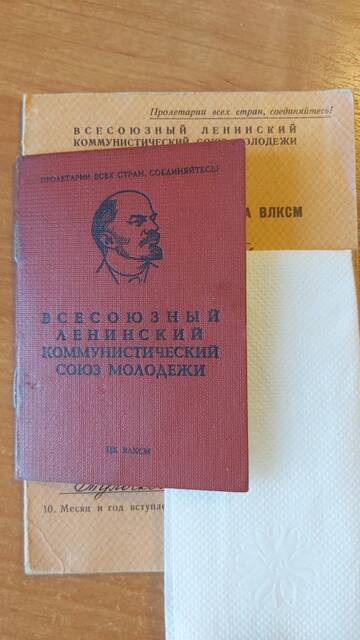 Пролетарии всех стран, соединяйтесь!
ВСЕСОЮЗНЫЙ ЛЕНИНСКИЙ
КОММУНИСТИЧЕСКИЙ СОЮЗ МОЛОДЕЖИ
А ВЛКСМ
ПРОЛЕТАРИИ ВСЕХ СТРАН, СОЕДИНЯЙТЕСЬ!
ВСЕСОЮЗНЫЙ
ЛЕНИНСКИЙ
КОММУНИСТИЧЕСКИЙ
СОЮЗ МОЛОДЕЖИ
ЦК ВЛКСМ
10. Месяц и год вступле